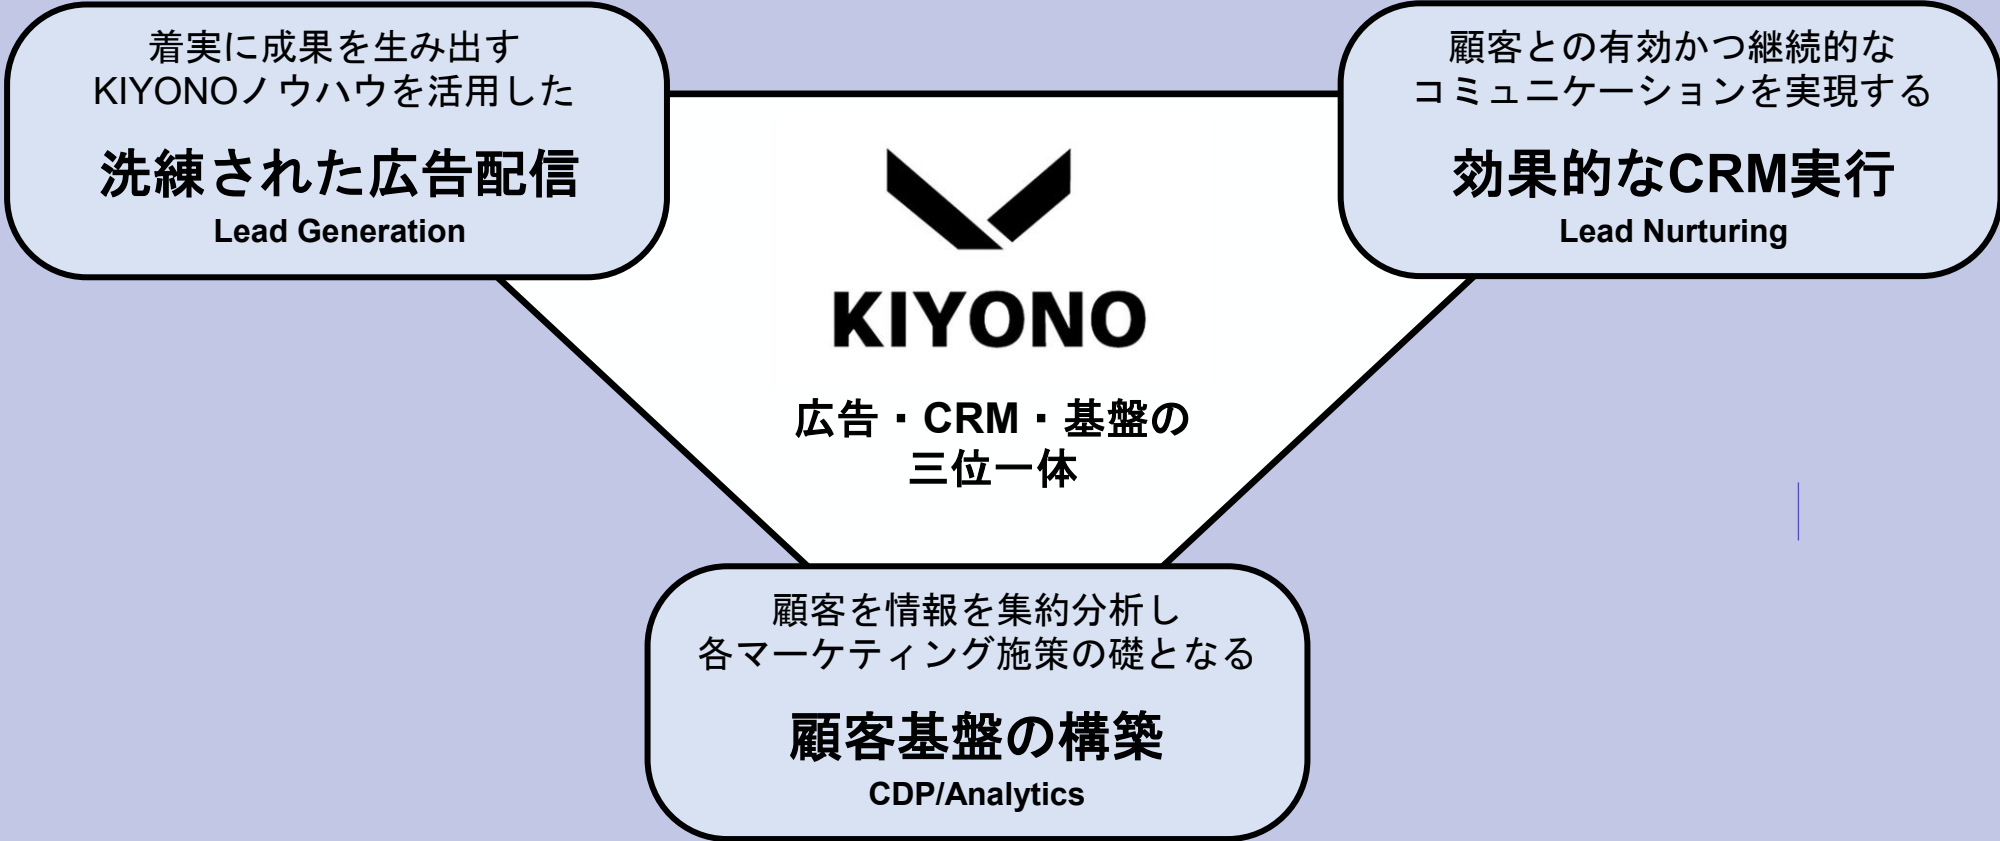 着実に成果を生み出す
KIYONOノウハウを活用した
洗練された広告配信
Lead Generation
顧客との有効かつ継続的な
コミュニケーションを実現する
効果的なCRM実行
Lead Nurturing
KIYONO
広告・CRM・基盤の
三位一体
顧客を情報を集約分析し
各マーケティング施策の礎となる
顧客基盤の構築
CDP/Analytics